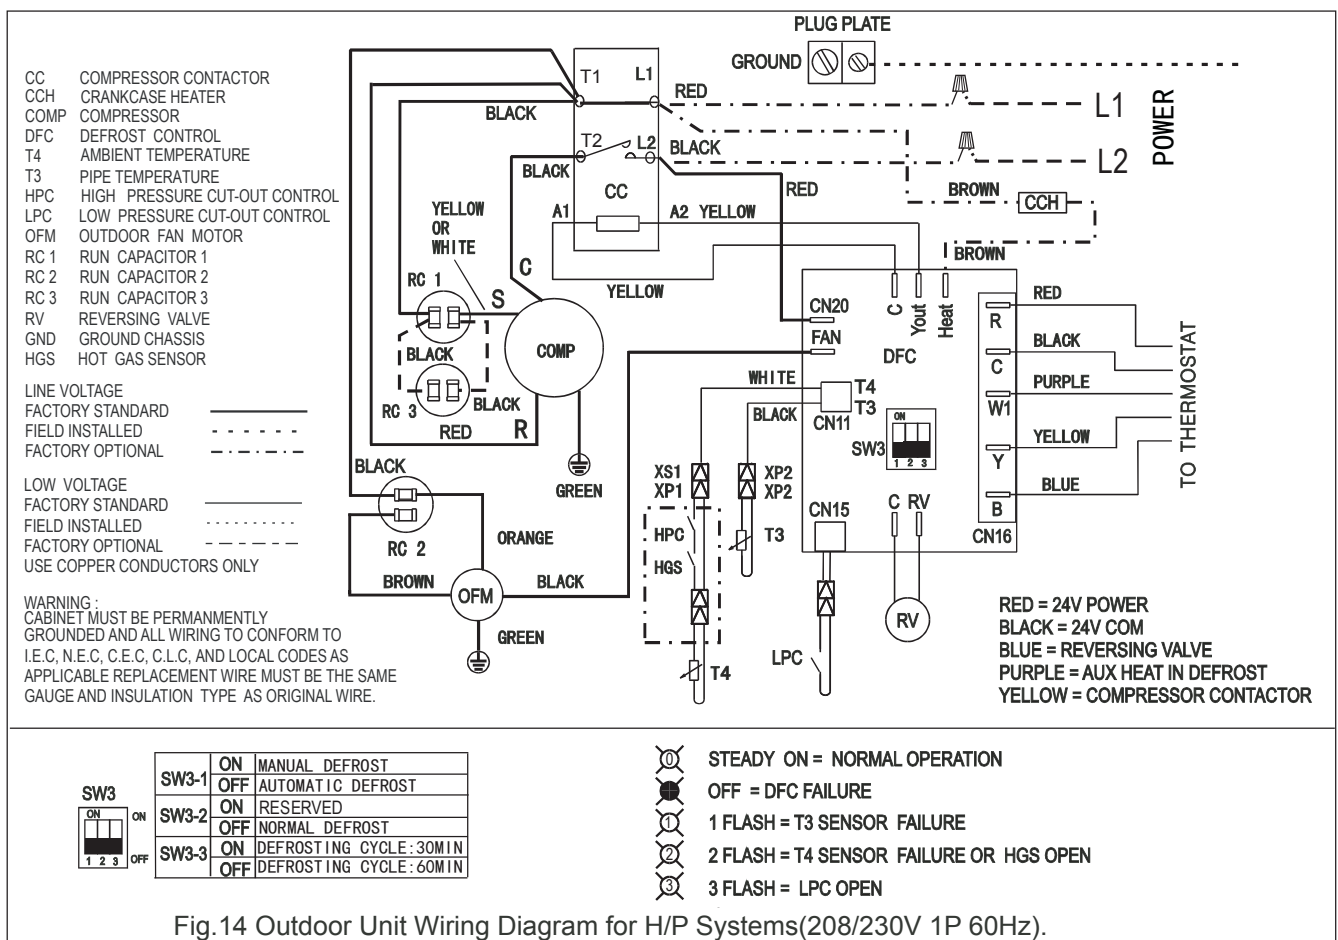 PLUG PLATE
GROUND
CC COMPRESSOR CONTACTOR
CCH CRANKCASE HEATER
COMP COMPRESSOR
DFC DEFROST CONTROL
T4 AMBIENT TEMPERATURE
T3 PIPE TEMPERATURE
HPC HIGH PRESSURE CUT-OUT CONTROL
LPC LOW PRESSURE CUT-OUT CONTROL
OFM OUTDOOR FAN MOTOR
RC 1 RUN CAPACITOR 1
RC 2 RUN CAPACITOR 2
RC 3 RUN CAPACITOR 3
RV REVERSING VALVE
GND GROUND CHASSIS
HGS HOT GAS SENSOR
LINE VOLTAGE
FACTORY STANDARD
FIELD INSTALLED
FACTORY OPTIONAL
LOW VOLTAGE
FACTORY STANDARD
FIELD INSTALLED
FACTORY OPTIONAL
USE COPPER CONDUCTORS ONLY
WARNING :
CABINET MUST BE PERMANMENTLY
GROUNDED AND ALL WIRING TO CONFORM TO
I.E.C, N.E.C, C.E.C, C.L.C, AND LOCAL CODES AS
APPLICABLE REPLACEMENT WIRE MUST BE THE SAME
GAUGE AND INSULATION TYPE AS ORIGINAL WIRE.
T1 L1
RED
BLACK
L1
POWER
T2 L2
BLACK
L2
BLACK
CC
RED
BROWN
CCH
A1
A2 YELLOW
YELLOW
OR
WHITE
BROWN
C
RC 1
S
YELLOW
COMP
BLACK
RC 3
BLACK
RED
R
GREEN
BLACK
RC 2
ORANGE
BROWN
OFM
BLACK
GREEN
CN20
FAN
C
Yout
Heat
DFC
WHITE
BLACK
T4
T3
CN11
ON
SW3
1 2 3
R
C
W1
Y
B
CN16
RED
BLACK
PURPLE
YELLOW
BLUE
TO THERMOSTAT
XS1
XP1
XP2
XP2
HPC
HGS
T3
T4
CN15
LPC
C RV
RV
RED = 24V POWER
BLACK = 24V COM
BLUE = REVERSING VALVE
PURPLE = AUX HEAT IN DEFROST
YELLOW = COMPRESSOR CONTACTOR
SW3
ON
ON
1 2 3
OFF
SW3-1 ON MANUAL DEFROST
OFF AUTOMATIC DEFROST
SW3-2 ON RESERVED
OFF NORMAL DEFROST
SW3-3 ON DEFROSTING CYCLE:30MIN
OFF DEFROSTING CYCLE:60MIN
0 STEADY ON = NORMAL OPERATION
OFF = DFC FAILURE
1 1 FLASH = T3 SENSOR FAILURE
2 2 FLASH = T4 SENSOR FAILURE OR HGS OPEN
3 3 FLASH = LPC OPEN
Fig.14 Outdoor Unit Wiring Diagram for H/P Systems(208/230V 1P 60Hz).